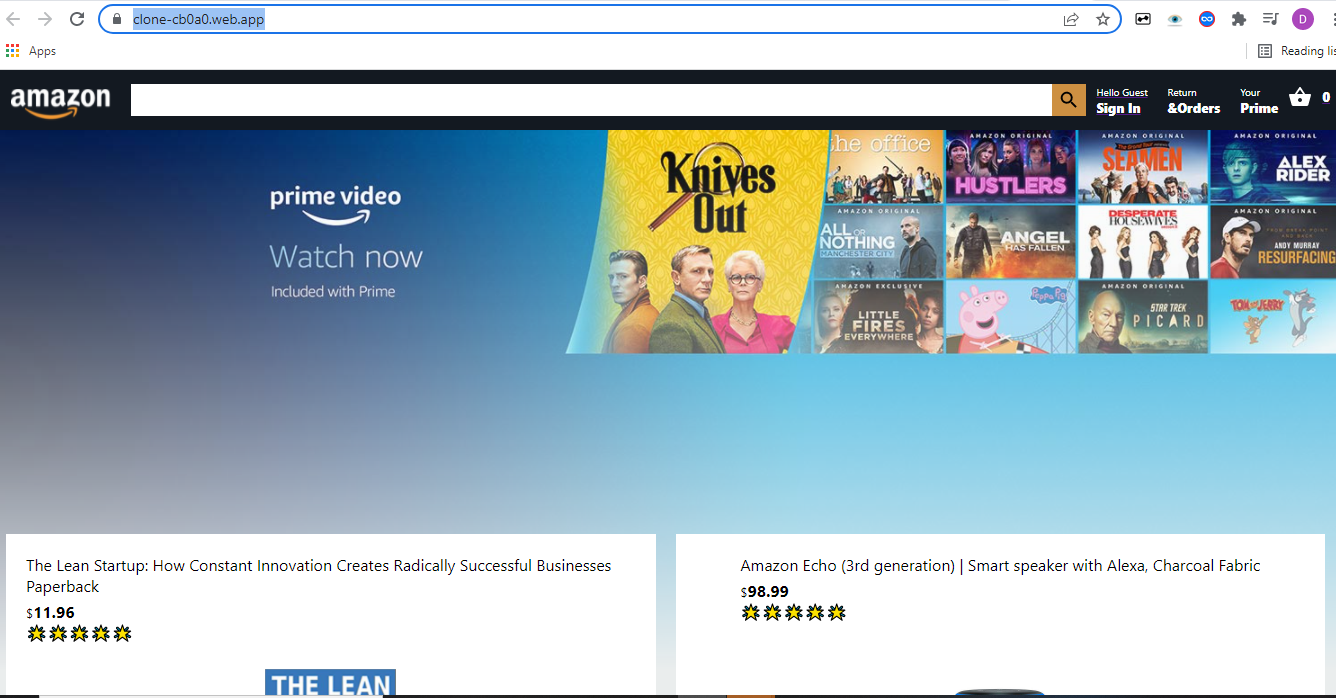 clone-cb0a0.web.app
D
Apps
Reading lis
amazon
Hello Guest
Sign In
Return
&Orders
Your
Prime
0
prime video
Watch now
Included with Prime
Knives
Out
the office
AMAZON ORIGINAL
HUSTLERS
AMAZON ORIGINAL
SEAMEN
AMAZON ORIGINAL
ALEX
RIDER
AMAZON ORIGINAL
ALL OR
NOTHING
MANCHESTER CITY
ANGEL
HAS FALLEN
DESPERATE
HOUSEWIVES
AMAZON ORIGINAL
ANDY MURRAY
RESURFACING
AMAZON EXCLUSIVE
LITTLE
FIRES
EVERYWHERE
Peppa Pig
AMAZON ORIGINAL
STAR TREK
PICARD
TOM and JERRY
The Lean Startup: How Constant Innovation Creates Radically Successful Businesses
Paperback
$11.96
Amazon Echo (3rd generation) | Smart speaker with Alexa, Charcoal Fabric
$98.99
THE LEAN